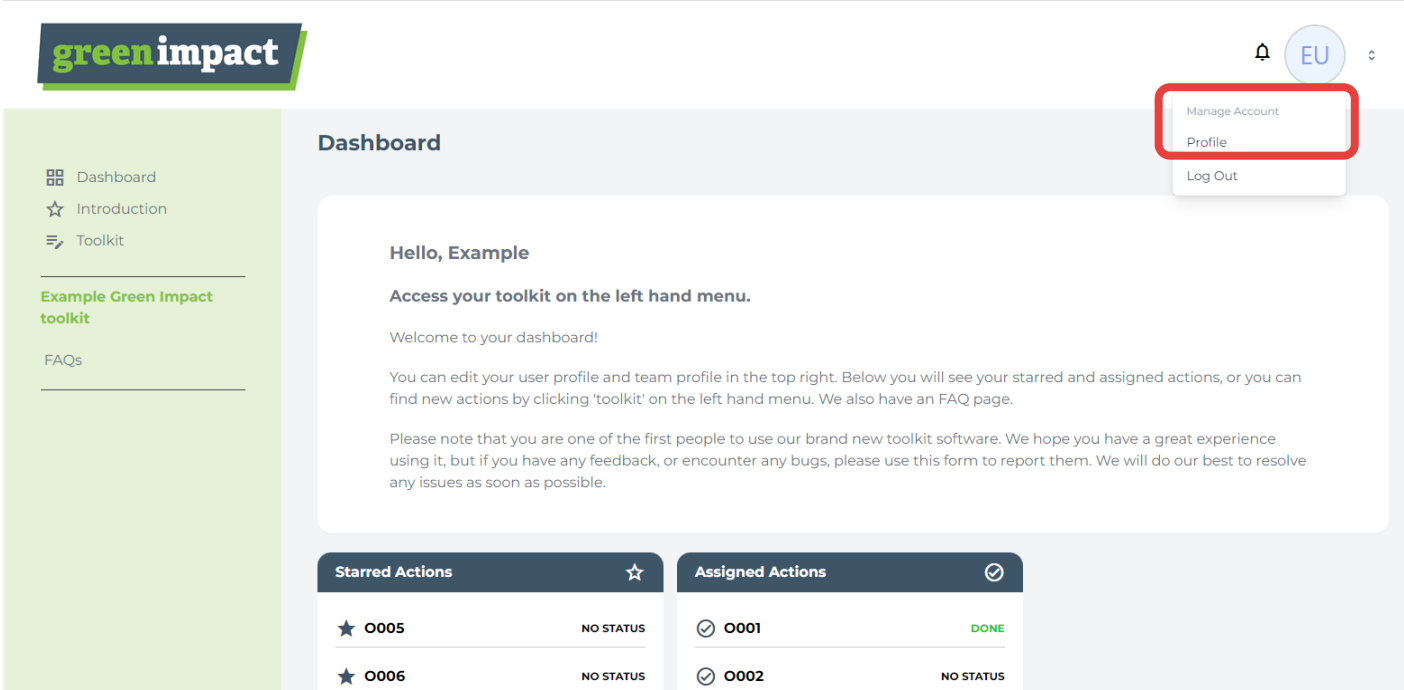 greenimpact
EU
Manage Account
Profile
Log Out
Dashboard
Introduction
Toolkit
Example Green Impact
toolkit
FAQs
Dashboard
Hello, Example
Access your toolkit on the left hand menu.
Welcome to your dashboard!
You can edit your user profile and team profile in the top right. Below you will see your starred and assigned actions, or you can
find new actions by clicking 'toolkit' on the left hand menu. We also have an FAQ page.
Please note that you are one of the first people to use our brand new toolkit software. We hope you have a great experience
using it, but if you have any feedback, or encounter any bugs, please use this form to report them. We will do our best to resolve
any issues as soon as possible.
Starred Actions
O005 NO STATUS
O006 NO STATUS
Assigned Actions
O001 DONE
O002 NO STATUS